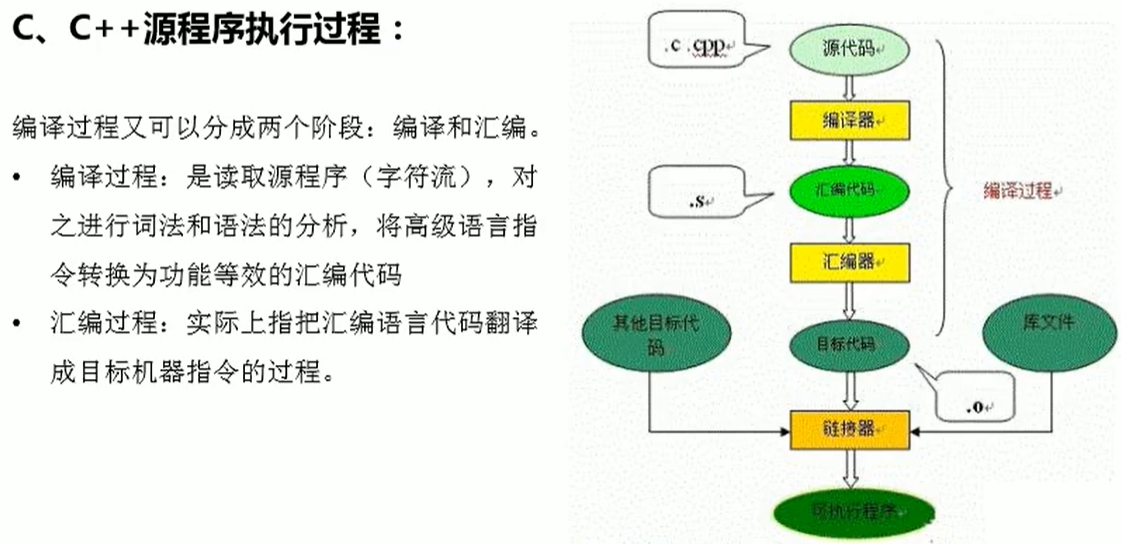 C、C++源程序执行过程：
编译过程又可以分成两个阶段：编译和汇编。
• 编译过程：是读取源程序（字符流），对
之进行词法和语法的分析，将高级语言指
令转换为功能等效的汇编代码
• 汇编过程：实际上指把汇编语言代码翻译
成目标机器指令的过程。
.c .cpp
源代码
编译器
.s
汇编代码
编译过程
汇编器
其他目标代
码
目标代码
库文件
.o
链接器
可执行程序